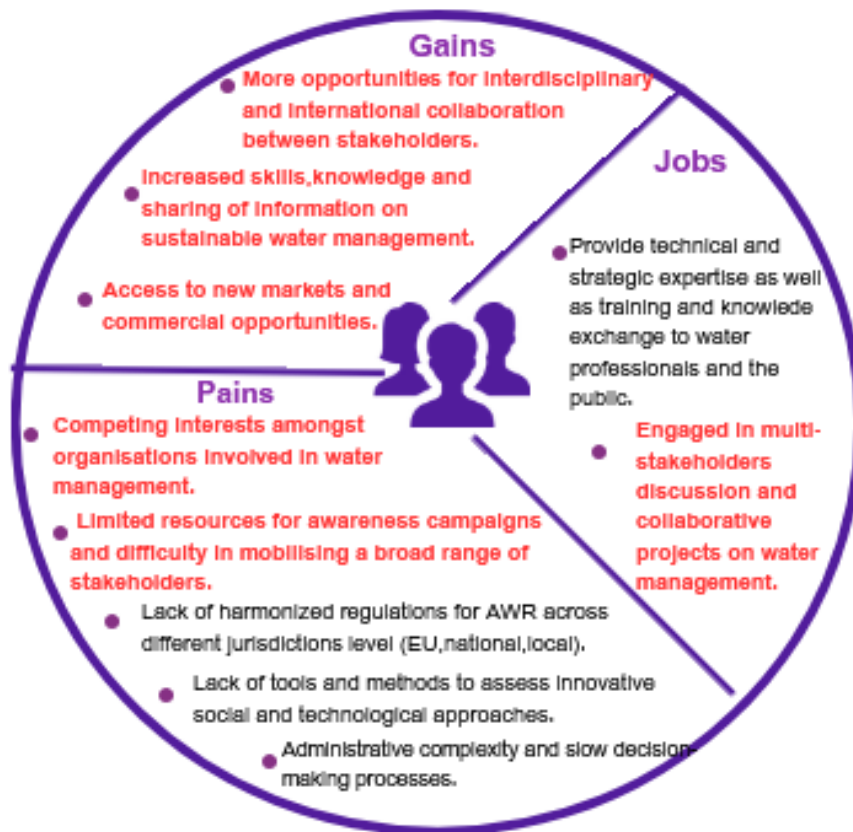 Gains
More opportunities for interdisciplinary
and international collaboration
between stakeholders.
Increased skills,knowledge and
sharing of information on
sustainable water management.
Access to new markets and
commercial opportunities.
Jobs
Provide technical and
strategic expertise as well
as training and knowlede
exchange to water
professionals and the
public.
Engaged in multi-
stakeholders
discussion and
collaborative
projects on water
management.
Pains
Competing interests amongst
organisations involved in water
management.
Limited resources for awareness campaigns
and difficulty in mobilising a broad range of
stakeholders.
Lack of harmonized regulations for AWR across
different jurisdictions level (EU,national,local).
Lack of tools and methods to assess innovative
social and technological approaches.
Administrative complexity and slow decision-
making processes.